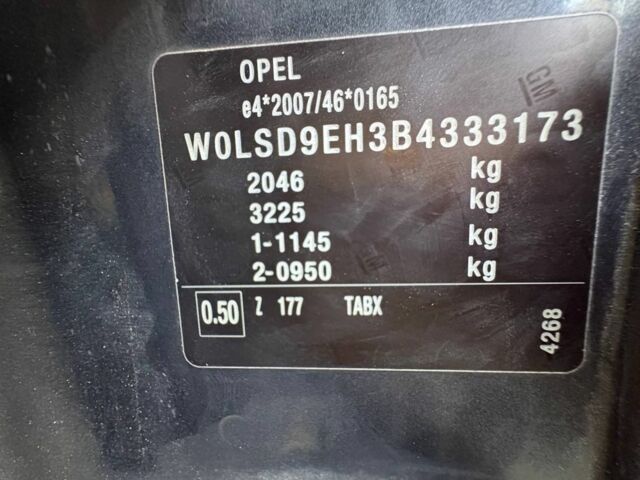 OPEL
e4*2007/46*0165
W0LSD9EH3B4333173
2046 kg
3225 kg
1-1145 kg
2-0950 kg
0.50 Z 177 TABX
4268
GM